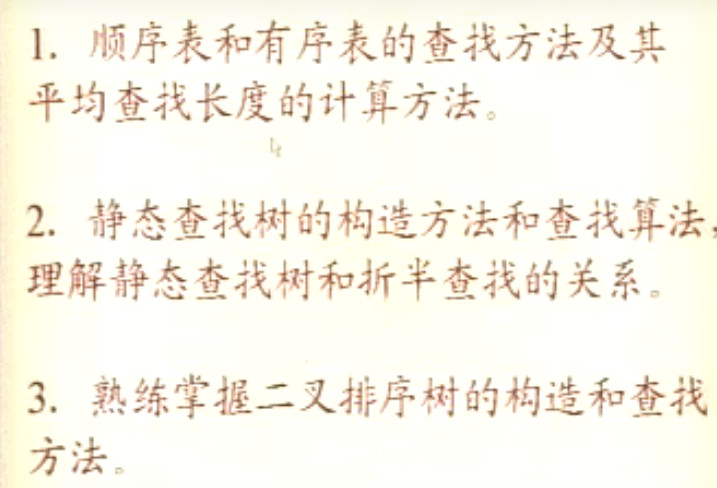 1. 顺序表和有序表的查找方法及其
平均查找长度的计算方法。
2. 静态查找树的构造方法和查找算法，
理解静态查找树和折半查找的关系。
3. 熟练掌握二叉排序树的构造和查找
方法。